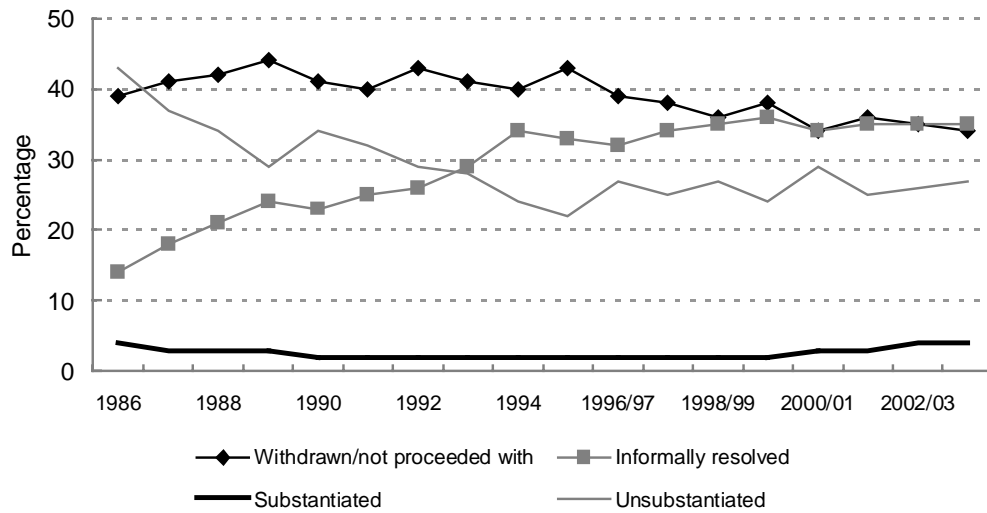 50
40
30
20
10
0
Percentage
1986 1988 1990 1992 1994 1996/97 1998/99 2000/01 2002/03
Withdrawn/not proceeded with Informally resolved
Substantiated Unsubstantiated